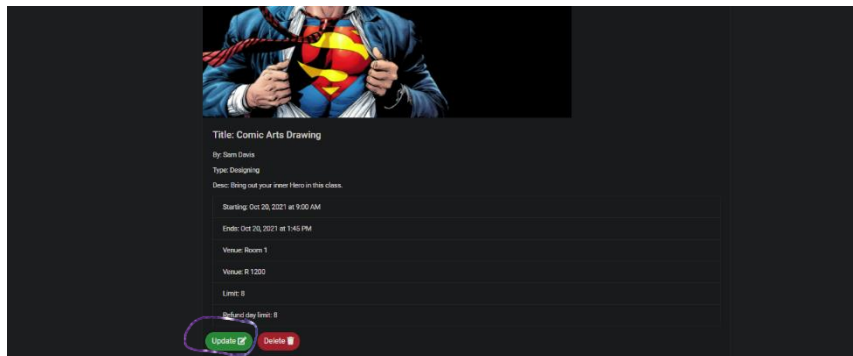 Title: Comic Arts Drawing
By: Sam Davis
Type: Designing
Desc: Bring out your inner Hero in this class.
Starting: Oct 20, 2021 at 9:00 AM
Ends: Oct 20, 2021 at 1:45 PM
Venue: Room 1
Venue: R 1200
Limit: 8
Refund day limit: 8
Update Delete